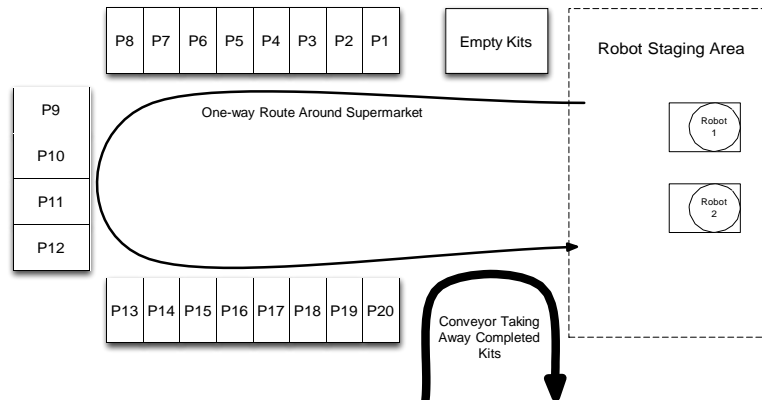 P8 P7 P6 P5 P4 P3 P2 P1
Empty Kits
Robot Staging Area
P9
One-way Route Around Supermarket
Robot
1
P10
P11
Robot
2
P12
P13 P14 P15 P16 P17 P18 P19 P20
Conveyor Taking
Away Completed
Kits